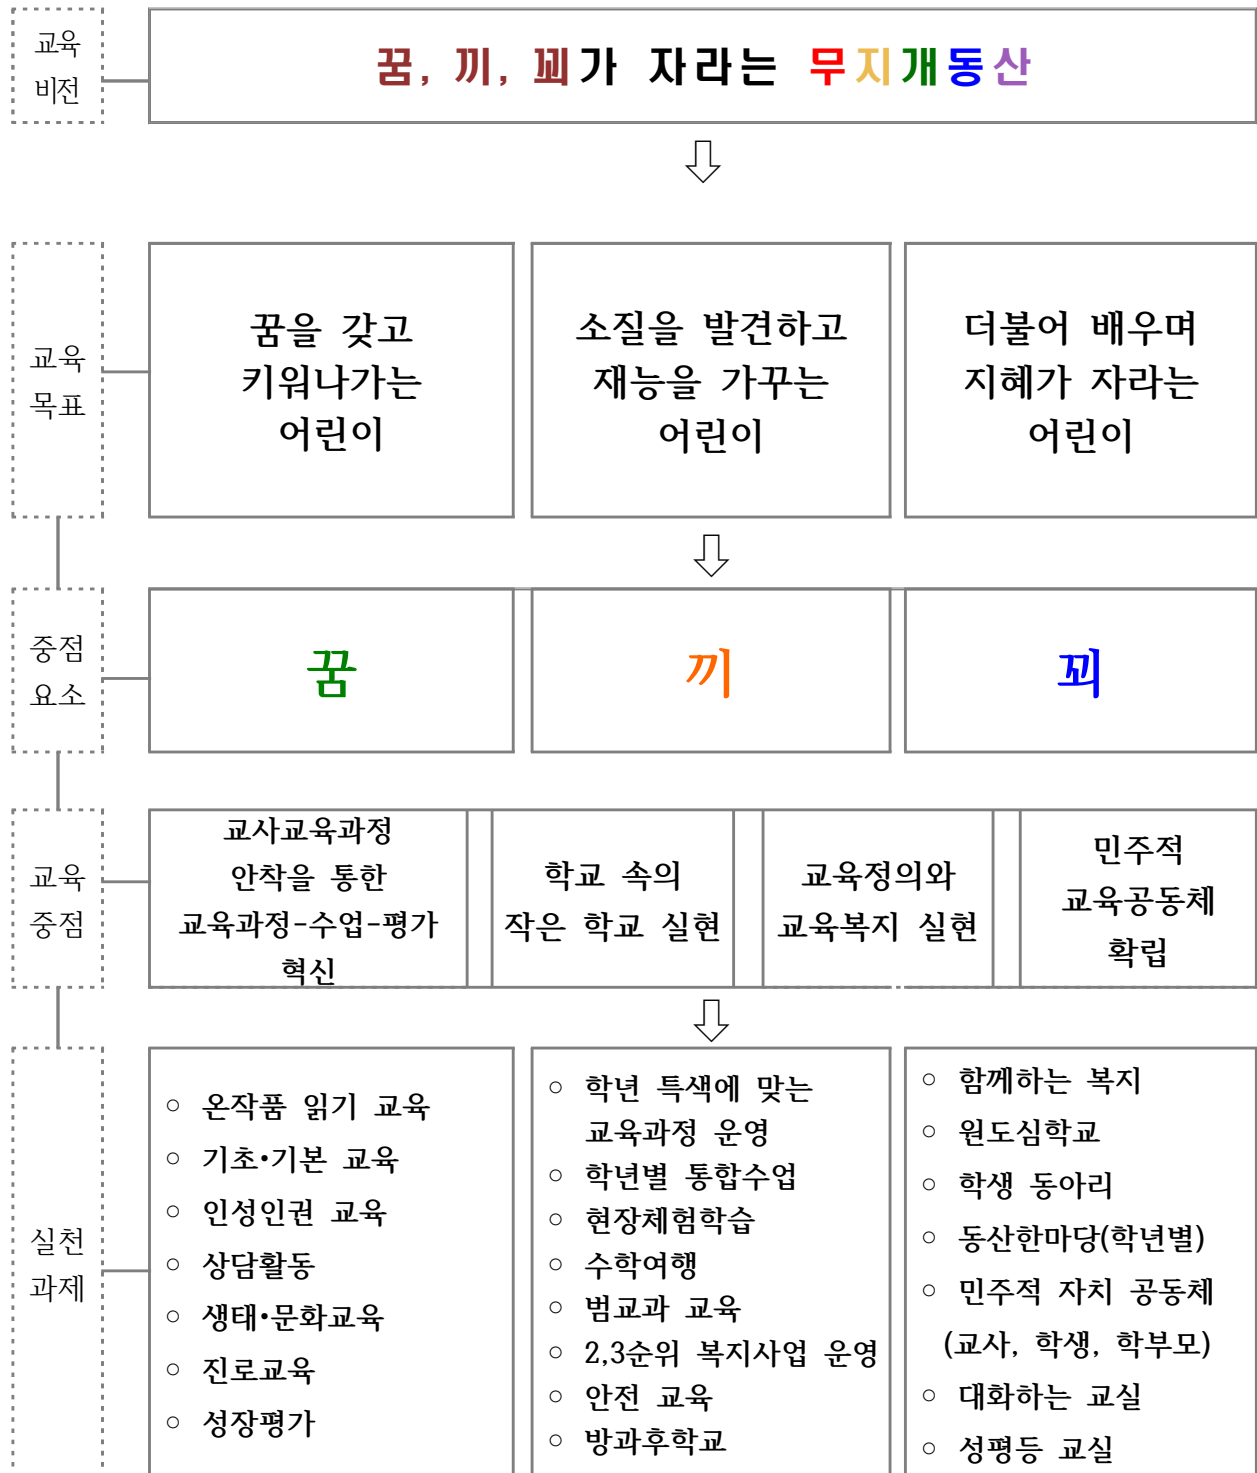 교육
비전
꿈, 끼, 꾀가 자라는 무지개동산
교육
목표
꿈을 갖고
키워나가는
어린이
소질을 발견하고
재능을 가꾸는
어린이
더불어 배우며
지혜가 자라는
어린이
중점
요소
꿈
끼
꾀
교육
중점
교사교육과정
안착을 통한
교육과정-수업-평가
혁신
학교 속의
작은 학교 실현
교육정의와
교육복지 실현
민주적
교육공동체
확립
실천
과제
○ 온작품 읽기 교육
○ 기초•기본 교육
○ 인성인권 교육
○ 상담활동
○ 생태•문화교육
○ 진로교육
○ 성장평가
○ 학년 특색에 맞는
교육과정 운영
○ 학년별 통합수업
○ 현장체험학습
○ 수학여행
○ 범교과 교육
○ 2,3순위 복지사업 운영
○ 안전 교육
○ 방과후학교
○ 함께하는 복지
○ 원도심학교
○ 학생 동아리
○ 동산한마당(학년별)
○ 민주적 자치 공동체
(교사, 학생, 학부모)
○ 대화하는 교실
○ 성평등 교실